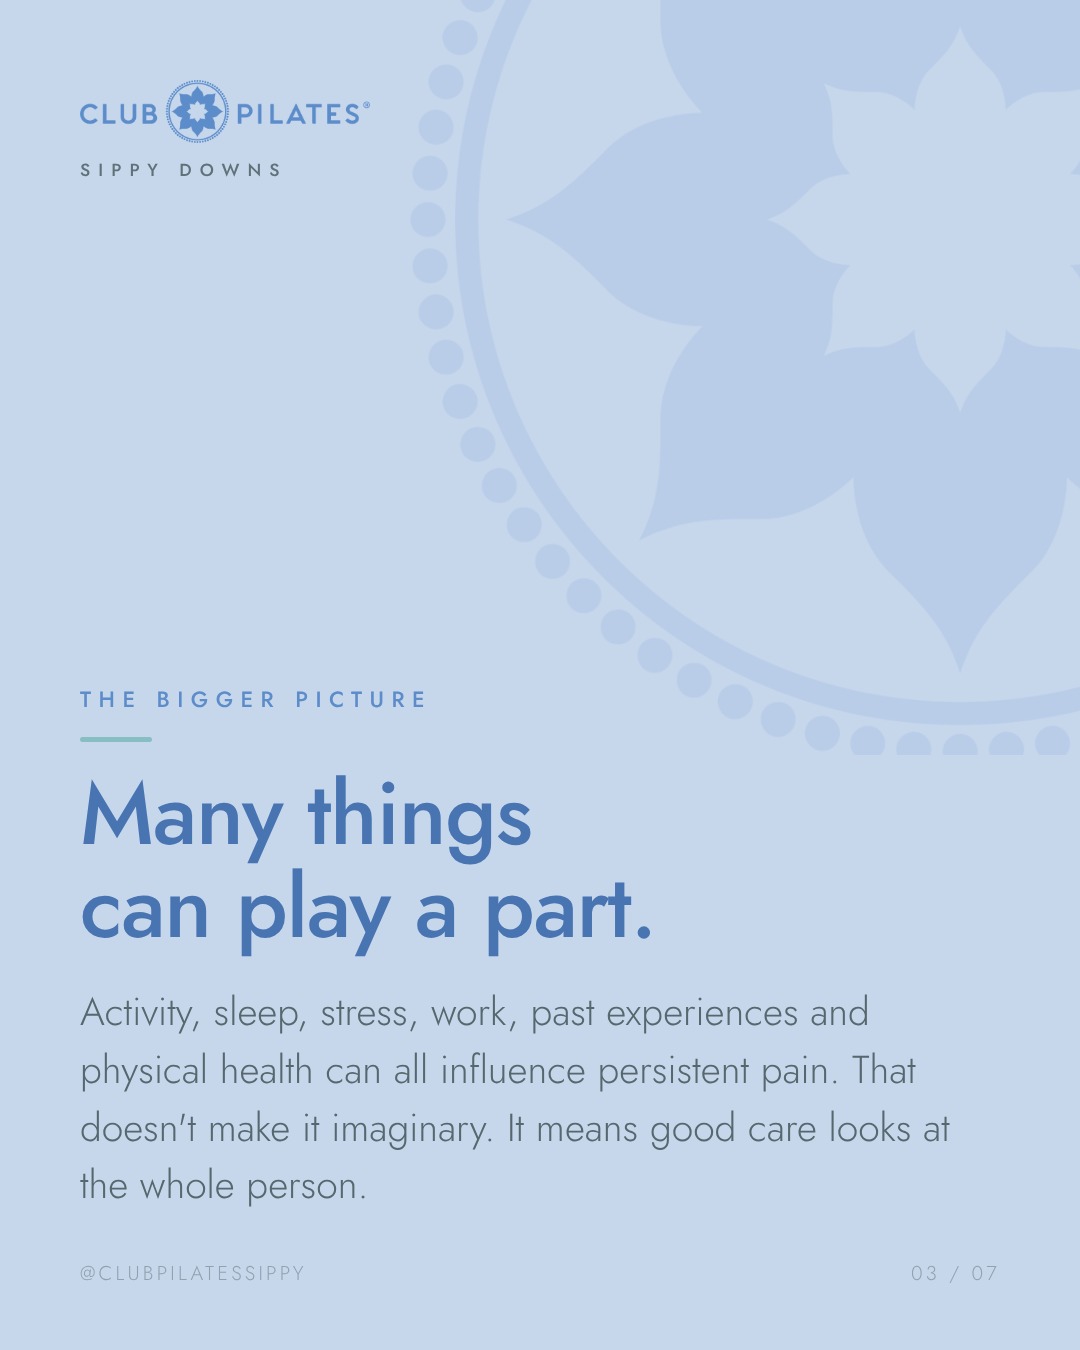 CLUB PILATES®
SIPPY DOWNS
THE BIGGER PICTURE
Many things
can play a part.
Activity, sleep, stress, work, past experiences and
physical health can all influence persistent pain. That
doesn't make it imaginary. It means good care looks at
the whole person.
@CLUBPILATESSIPPY
03 / 07